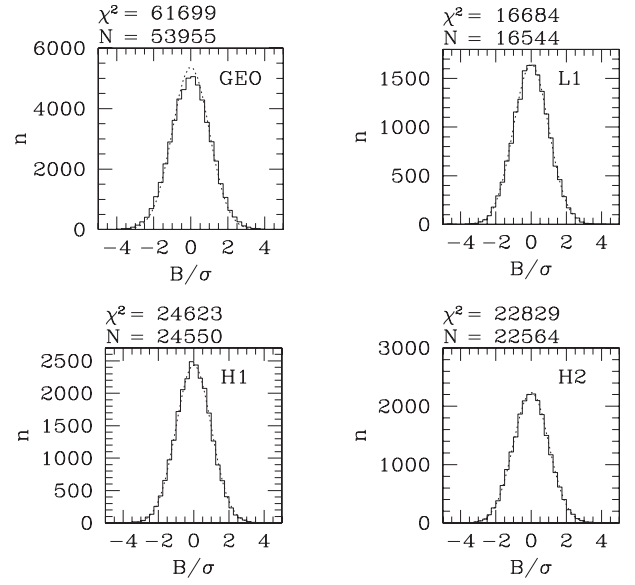 χ² = 61699
N = 53955
6000
4000
2000
0
n
GEO
−4 −2 0 2 4
B/σ
χ² = 16684
N = 16544
1500
1000
500
0
n
L1
−4 −2 0 2 4
B/σ
χ² = 24623
N = 24550
2500
2000
1500
1000
500
0
n
H1
−4 −2 0 2 4
B/σ
χ² = 22829
N = 22564
3000
2000
1000
0
n
H2
−4 −2 0 2 4
B/σ